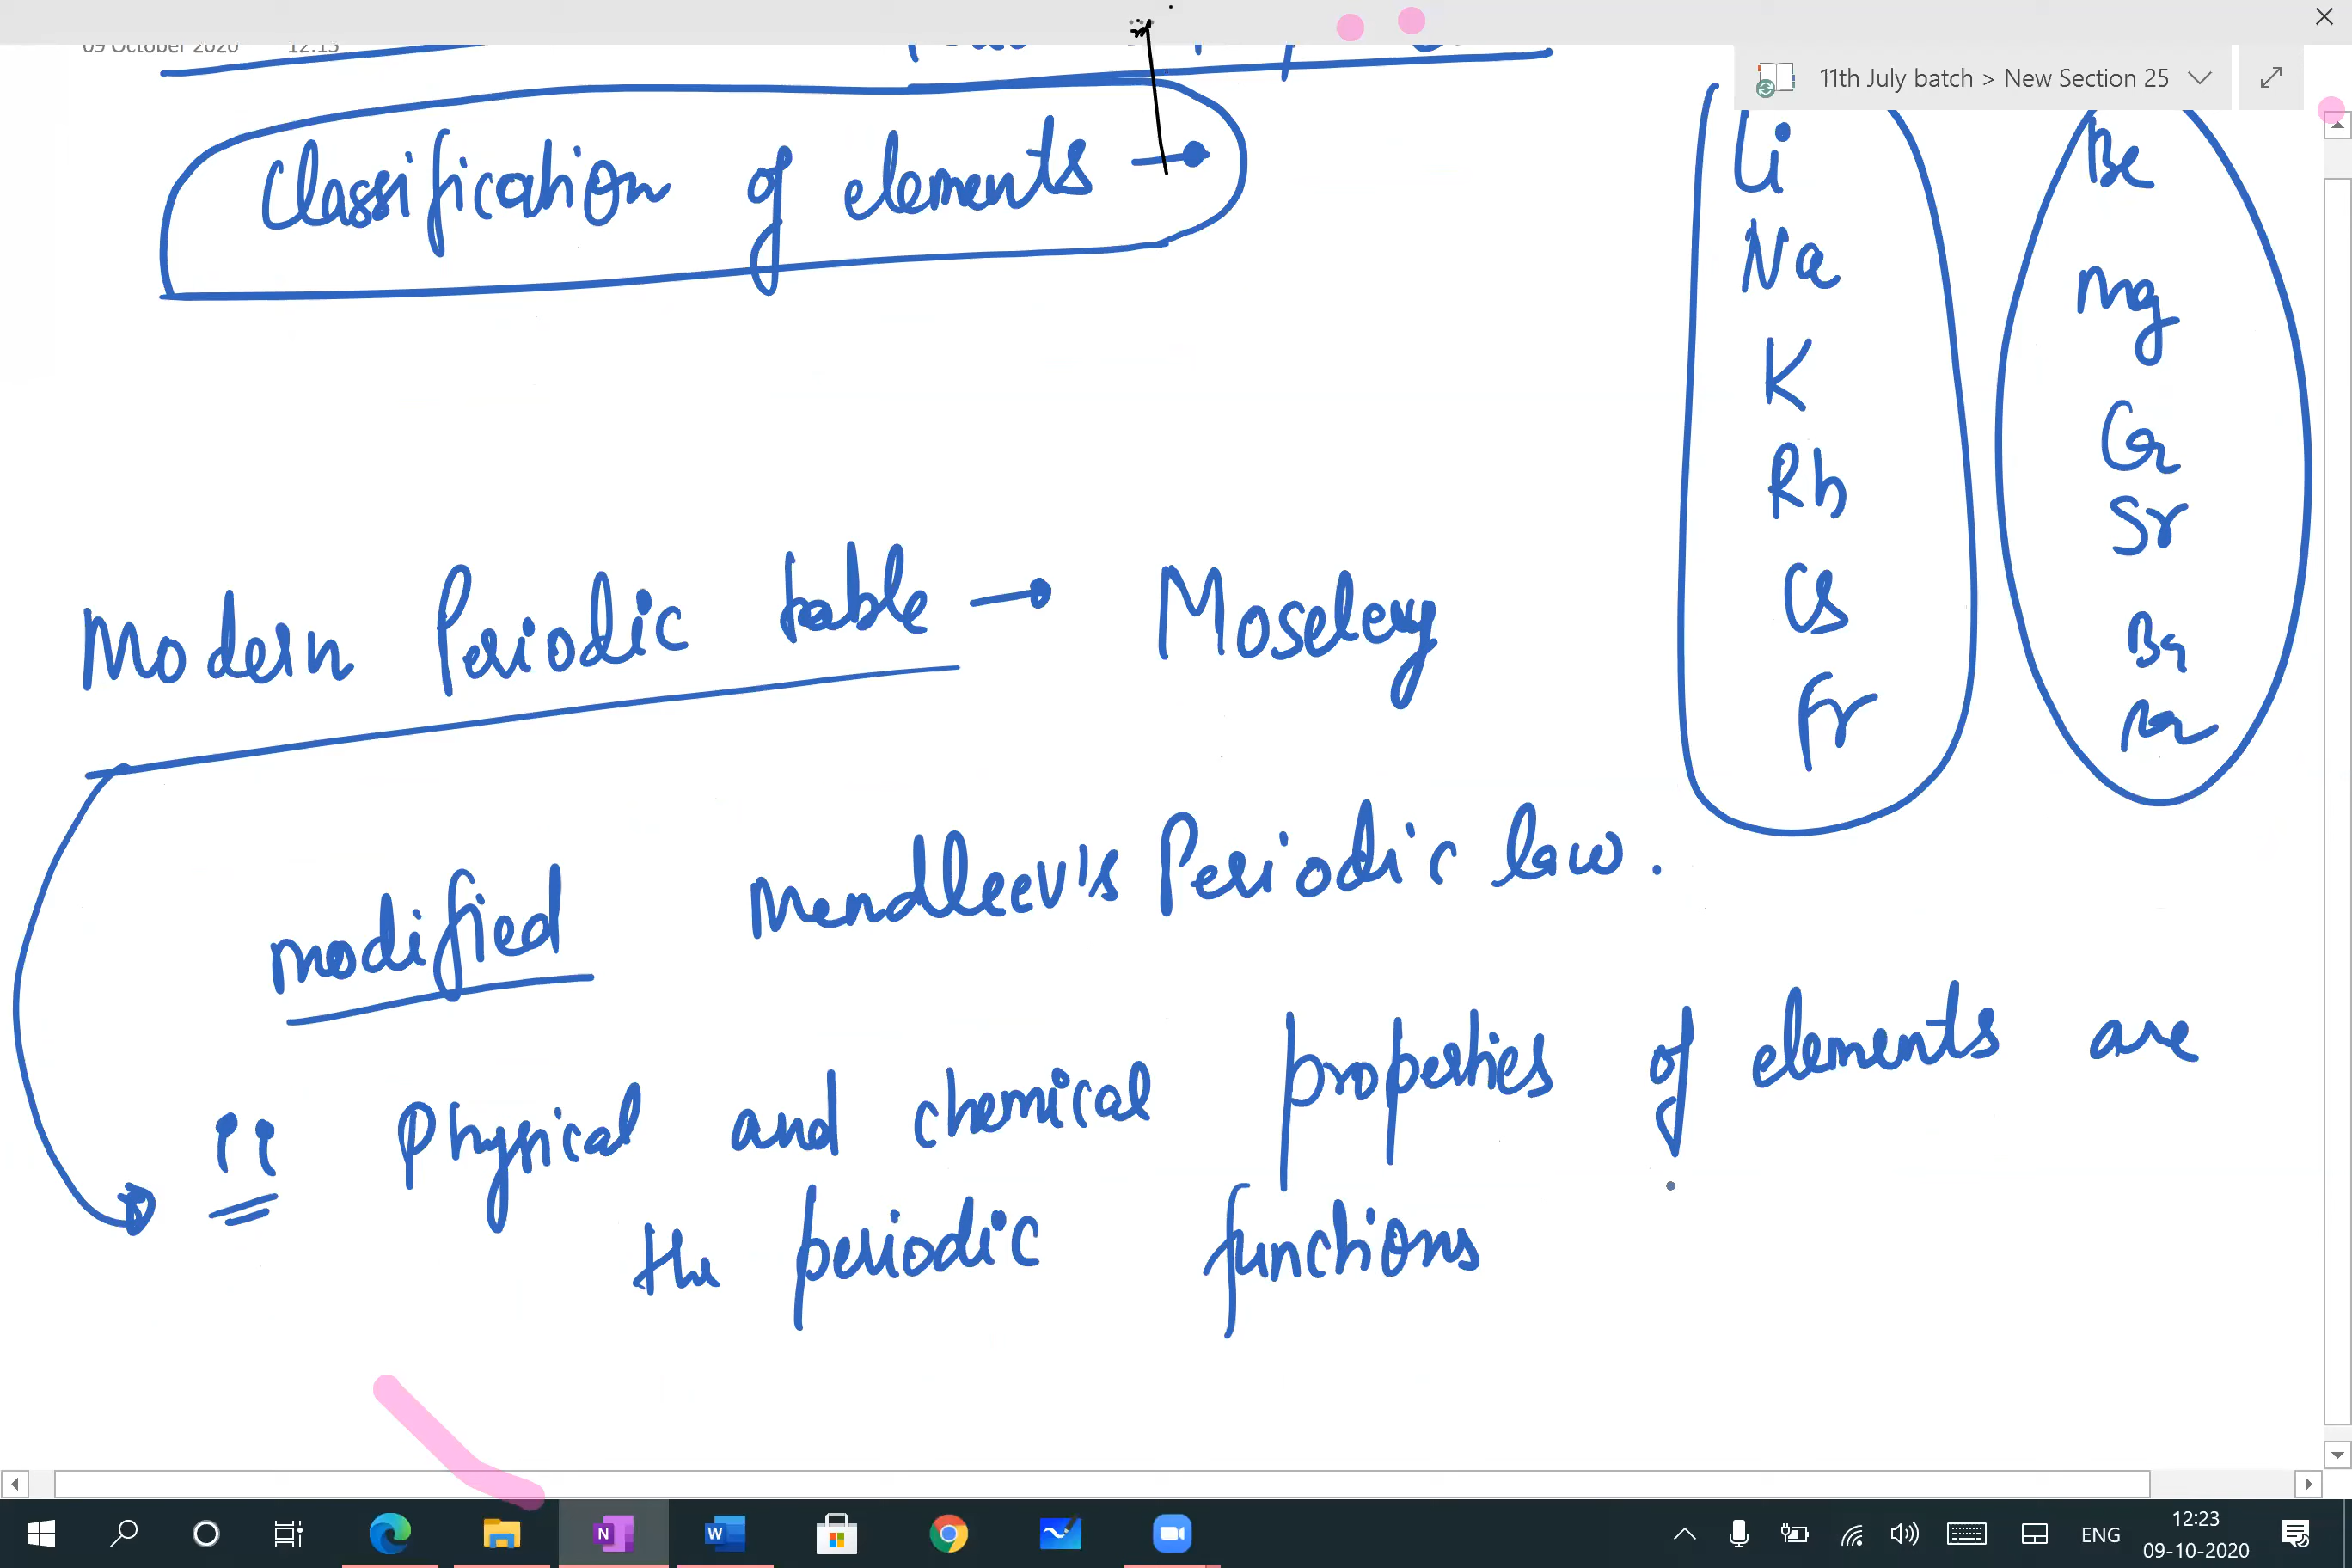 09 October 2020 12:13
11th July batch > New Section 25
Classification of elements
Li
Na
K
Rb
Cs
Fr
Be
Mg
Ca
Sr
Ba
Ra
Modern Periodic table → Moseley
modified Mendleev's Periodic law.
Physical and chemical properties of elements are
the periodic functions
ENG
12:23
09-10-2020